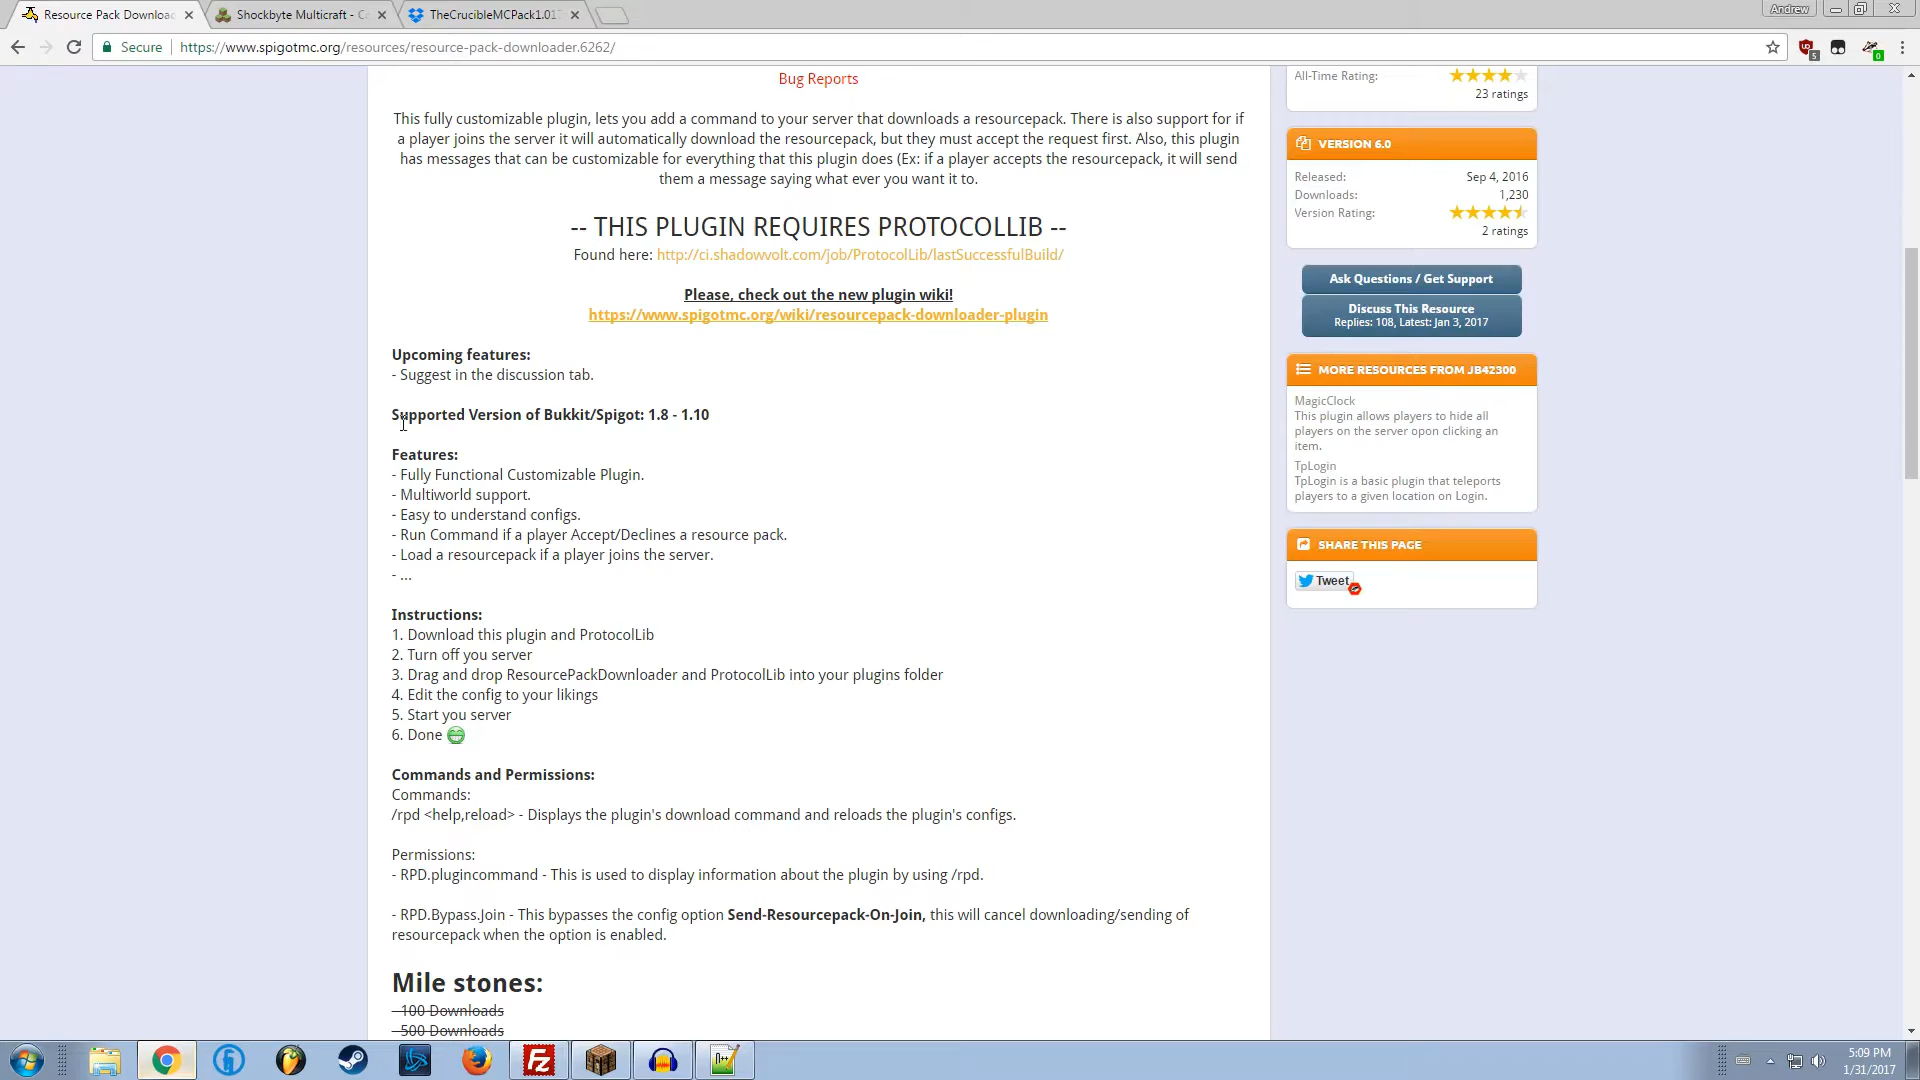 Resource Pack Downloa
Shockbyte Multicraft - C
TheCrucibleMCPack1.01
Andrew
Secure
https://www.spigotmc.org/resources/resource-pack-downloader.6262/
5
0
Bug Reports
This fully customizable plugin, lets you add a command to your server that downloads a resourcepack. There is also support for if
a player joins the server it will automatically download the resourcepack, but they must accept the request first. Also, this plugin
has messages that can be customizable for everything that this plugin does (Ex: if a player accepts the resourcepack, it will send
them a message saying what ever you want it to.
-- THIS PLUGIN REQUIRES PROTOCOLLIB --
Found here: http://ci.shadowvolt.com/job/ProtocolLib/lastSuccessfulBuild/
Please, check out the new plugin wiki!
https://www.spigotmc.org/wiki/resourcepack-downloader-plugin
Upcoming features:
- Suggest in the discussion tab.
Supported Version of Bukkit/Spigot: 1.8 - 1.10
Features:
- Fully Functional Customizable Plugin.
- Multiworld support.
- Easy to understand configs.
- Run Command if a player Accept/Declines a resource pack.
- Load a resourcepack if a player joins the server.
- ...
Instructions:
1. Download this plugin and ProtocolLib
2. Turn off you server
3. Drag and drop ResourcePackDownloader and ProtocolLib into your plugins folder
4. Edit the config to your likings
5. Start you server
6. Done
Commands and Permissions:
Commands:
/rpd <help,reload> - Displays the plugin's download command and reloads the plugin's configs.
Permissions:
- RPD.plugincommand - This is used to display information about the plugin by using /rpd.
- RPD.Bypass.Join - This bypasses the config option Send-Resourcepack-On-Join, this will cancel downloading/sending of
resourcepack when the option is enabled.
Mile stones:
- 100 Downloads
- 500 Downloads
All-Time Rating:
23 ratings
VERSION 6.0
Released: Sep 4, 2016
Downloads: 1,230
Version Rating:
2 ratings
Ask Questions / Get Support
Discuss This Resource
Replies: 108, Latest: Jan 3, 2017
MORE RESOURCES FROM JB42300
MagicClock
This plugin allows players to hide all
players on the server opon clicking an
item.
TpLogin
TpLogin is a basic plugin that teleports
players to a given location on Login.
SHARE THIS PAGE
Tweet
5:09 PM
1/31/2017